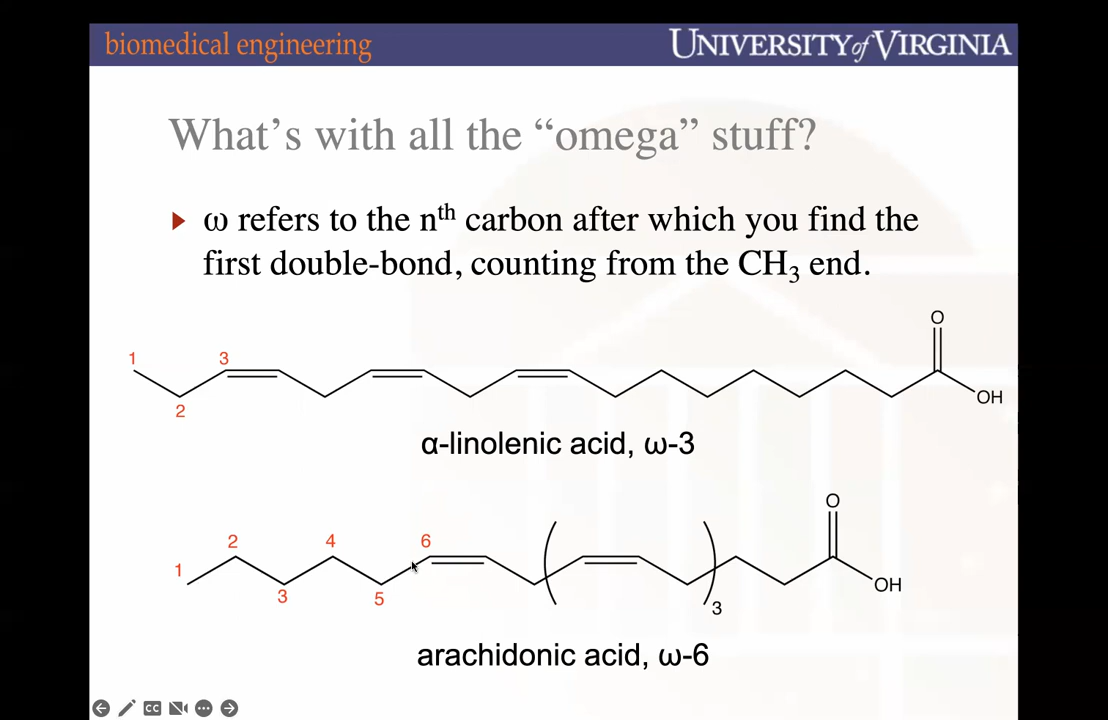 biomedical engineering
UNIVERSITY of VIRGINIA
What's with all the “omega” stuff?
ω refers to the nth carbon after which you find the
first double-bond, counting from the CH3 end.
O
1 3
2
OH
α-linolenic acid, ω-3
O
2 4 6
1
3 5
OH
3
arachidonic acid, ω-6
CC